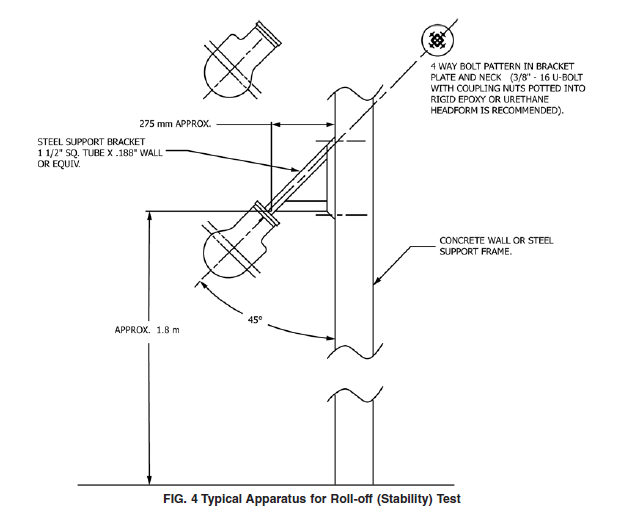 4 WAY BOLT PATTERN IN BRACKET
PLATE AND NECK (3/8" - 16 U-BOLT
WITH COUPLING NUTS POTTED INTO
RIGID EPOXY OR URETHANE
HEADFORM IS RECOMMENDED).
275 mm APPROX.
STEEL SUPPORT BRACKET
1 1/2" SQ. TUBE X .188" WALL
OR EQUIV.
CONCRETE WALL OR STEEL
SUPPORT FRAME.
45°
APPROX. 1.8 m
FIG. 4 Typical Apparatus for Roll-off (Stability) Test